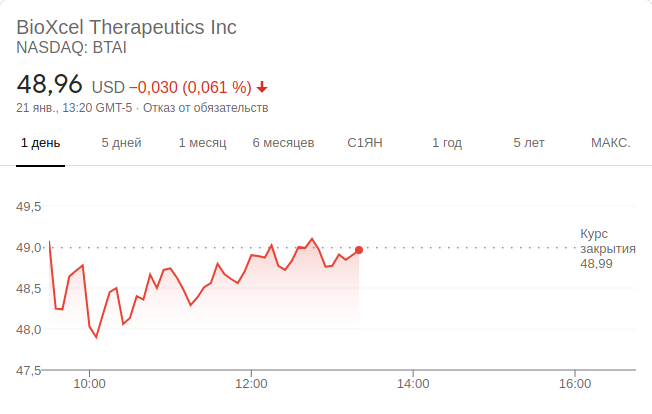 BioXcel Therapeutics Inc
NASDAQ: BTAI
48,96 USD −0,030 (0,061 %)
21 янв., 13:20 GMT-5 · Отказ от обязательств
1 день 5 дней 1 месяц 6 месяцев С1ЯН 1 год 5 лет МАКС.
49,5
Курс
49,0 закрытия
48,99
48,5
48,0
47,5
10:00 12:00 14:00 16:00